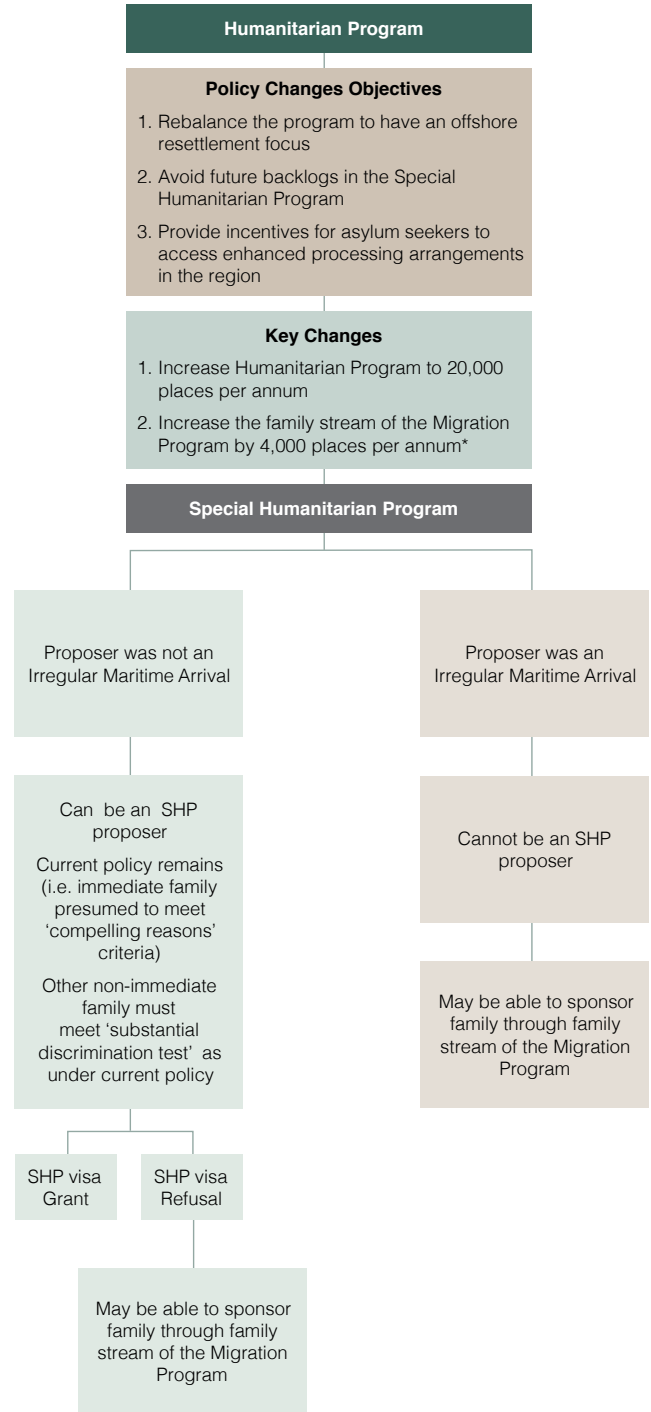 Humanitarian Program
Policy Changes Objectives
1. Rebalance the program to have an offshore
resettlement focus
2. Avoid future backlogs in the Special
Humanitarian Program
3. Provide incentives for asylum seekers to
access enhanced processing arrangements
in the region
Key Changes
1. Increase Humanitarian Program to 20,000
places per annum
2. Increase the family stream of the Migration
Program by 4,000 places per annum*
Special Humanitarian Program
Proposer was not an
Irregular Maritime Arrival
Can be an SHP
proposer
Current policy remains
(i.e. immediate family
presumed to meet
‘compelling reasons’
criteria)
Other non-immediate
family must
meet ‘substantial
discrimination test’ as
under current policy
SHP visa
Grant
SHP visa
Refusal
May be able to sponsor
family through family
stream of the Migration
Program
Proposer was an
Irregular Maritime Arrival
Cannot be an SHP
proposer
May be able to sponsor
family through family
stream of the Migration
Program